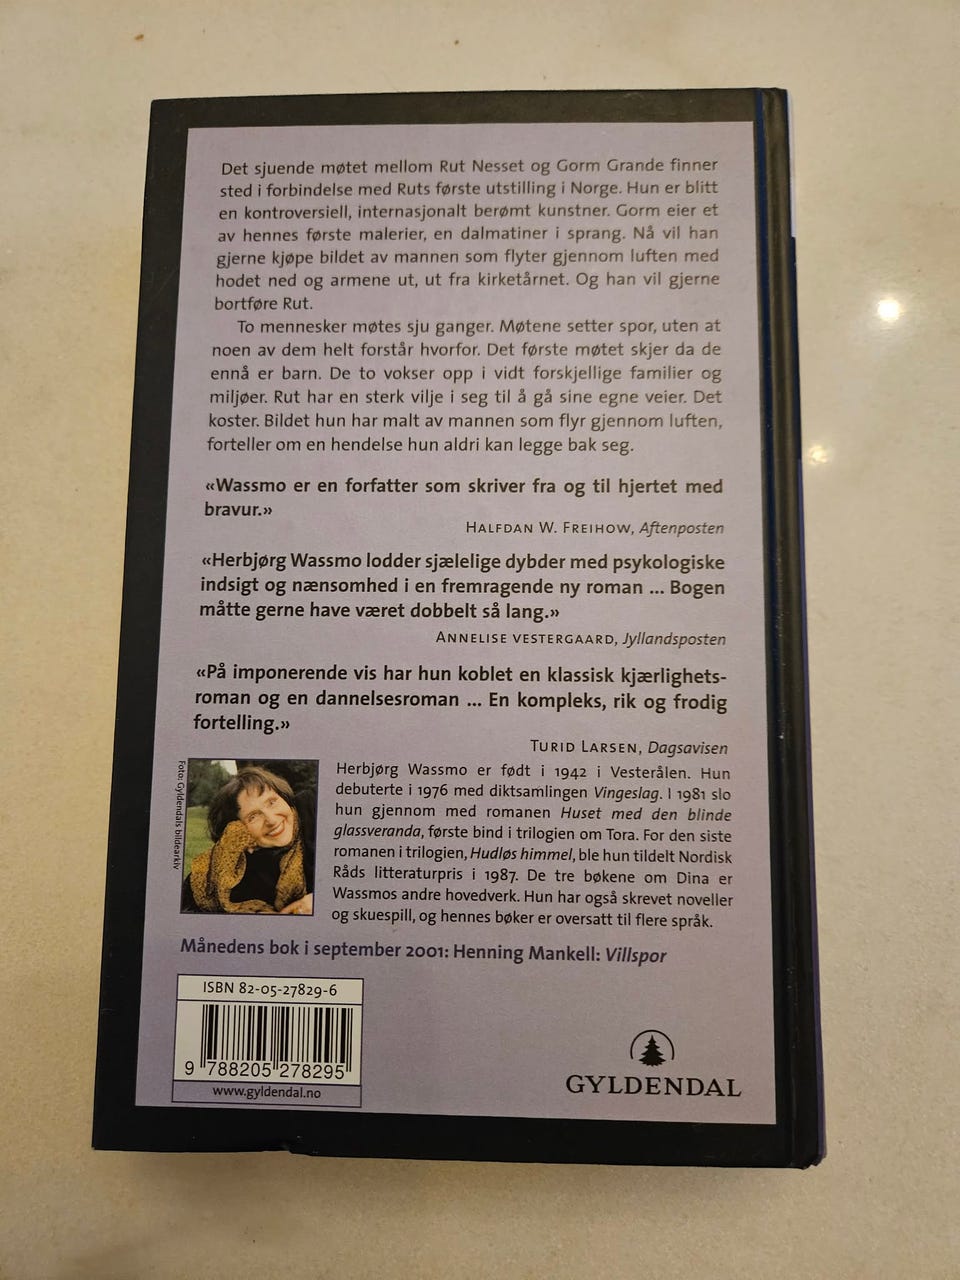 Det sjuende møtet mellom Rut Nesset og Gorm Grande finner
sted i forbindelse med Ruts første utstilling i Norge. Hun er blitt
en kontroversiell, internasjonalt berømt kunstner. Gorm eier et
av hennes første malerier, en dalmatiner i sprang. Nå vil han
gjerne kjøpe bildet av mannen som flyter gjennom luften med
hodet ned og armene ut, ut fra kirketårnet. Og han vil gjerne
bortføre Rut.
To mennesker møtes sju ganger. Møtene setter spor, uten at
noen av dem helt forstår hvorfor. Det første møtet skjer da de
ennå er barn. De to vokser opp i vidt forskjellige familier og
miljøer. Rut har en sterk vilje i seg til å gå sine egne veier. Det
koster. Bildet hun har malt av mannen som flyr gjennom luften,
forteller om en hendelse hun aldri kan legge bak seg.
«Wassmo er en forfatter som skriver fra og til hjertet med
bravur.»
Halfdan W. Freihow, Aftenposten
«Herbjørg Wassmo lodder sjælelige dybder med psykologiske
indsigt og nænsomhed i en fremragende ny roman ... Bogen
måtte gerne have været dobbelt så lang.»
Annelise Vestergaard, Jyllandsposten
«På imponerende vis har hun koblet en klassisk kjærlighets-
roman og en dannelsesroman ... En kompleks, rik og frodig
fortelling.»
Turid Larsen, Dagsavisen
Foto: Gyldendals bildearkiv
Herbjørg Wassmo er født i 1942 i Vesterålen. Hun
debuterte i 1976 med diktsamlingen Vingeslag. I 1981 slo
hun gjennom med romanen Huset med den blinde
glassveranda, første bind i trilogien om Tora. For den siste
romanen i trilogien, Hudløs himmel, ble hun tildelt Nordisk
Råds litteraturpris i 1987. De tre bøkene om Dina er
Wassmos andre hovedverk. Hun har også skrevet noveller
og skuespill, og hennes bøker er oversatt til flere språk.
Månedens bok i september 2001: Henning Mankell: Villspor
ISBN 82-05-27829-6
9 788205 278295
www.gyldendal.no
GYLDENDAL